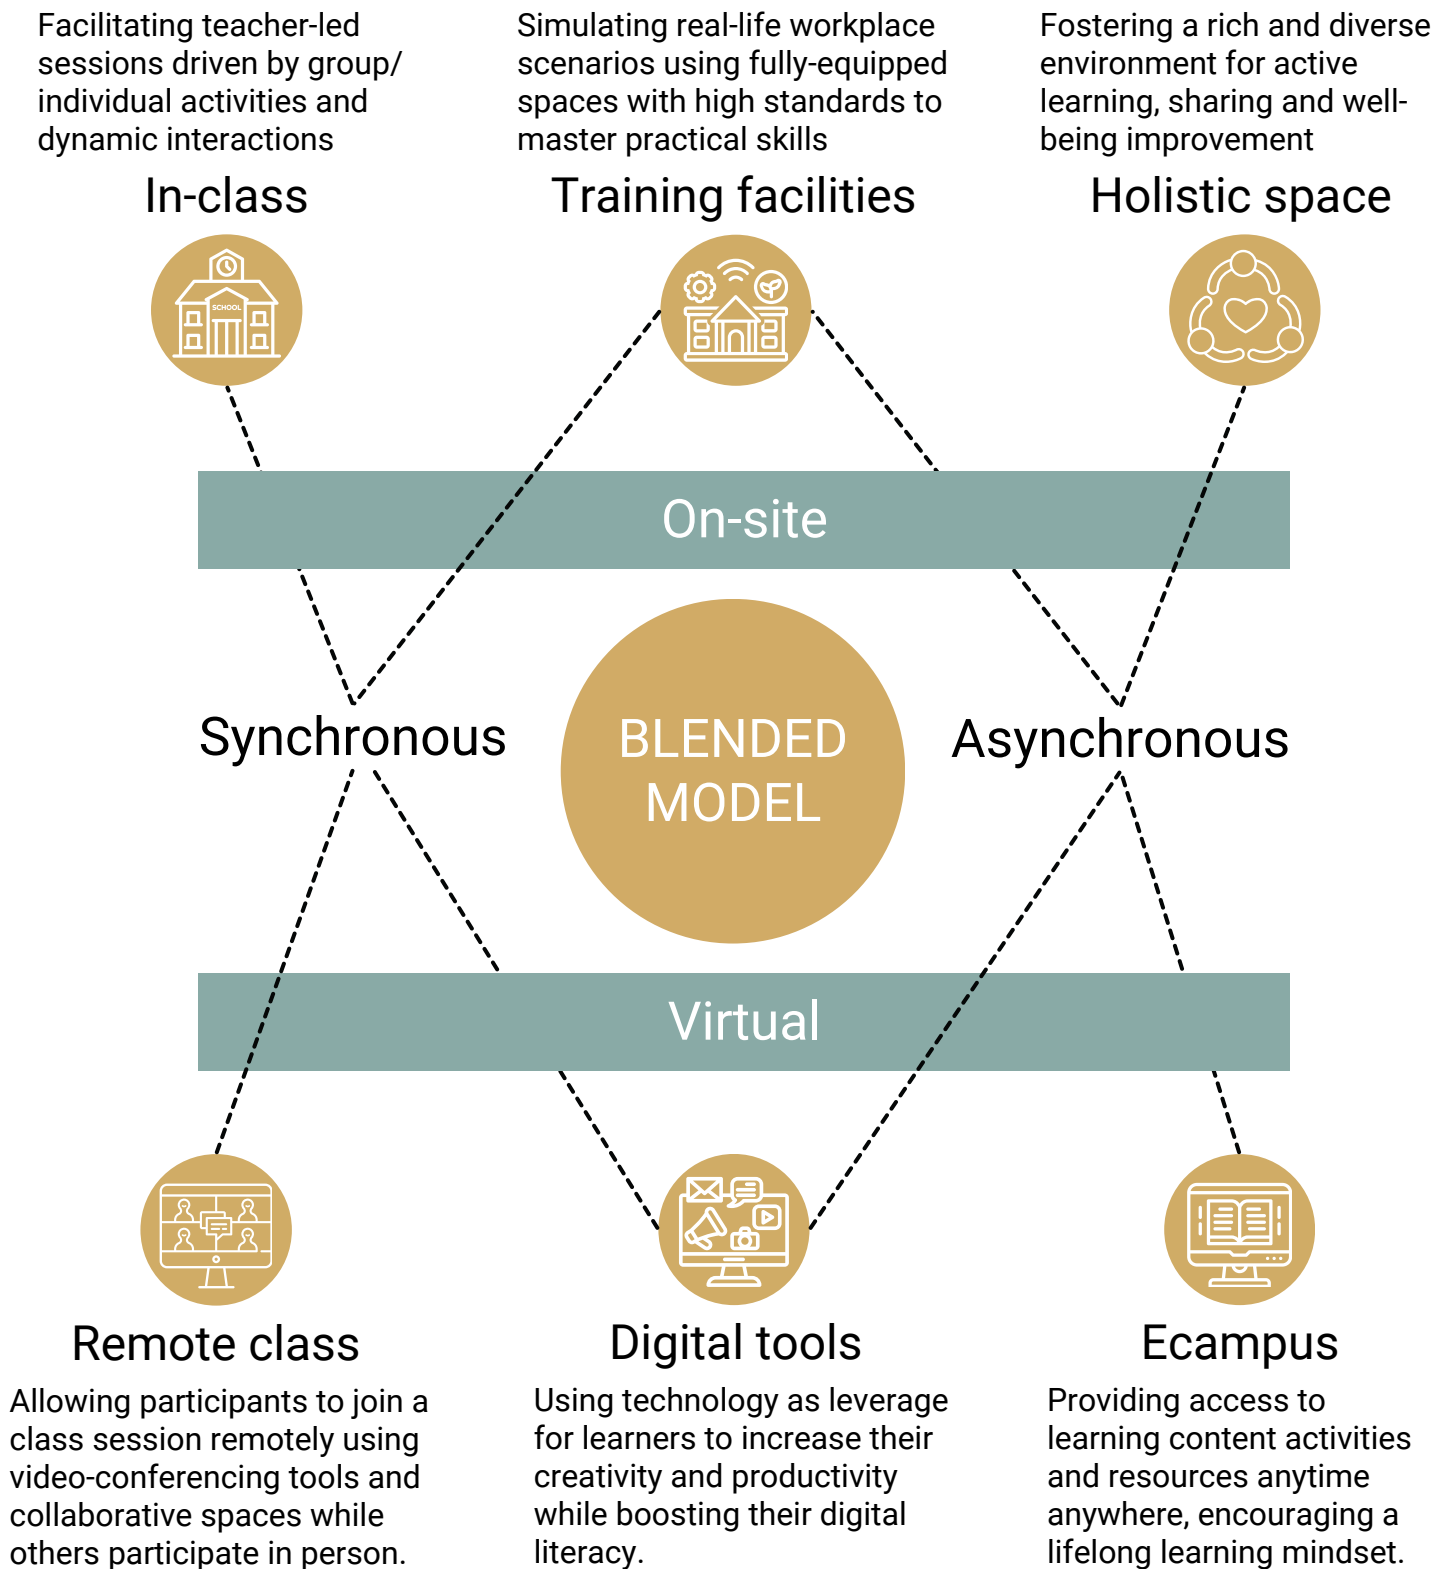 Facilitating teacher-led
sessions driven by group/
individual activities and
dynamic interactions
In-class
SCHOOL
Simulating real-life workplace
scenarios using fully-equipped
spaces with high standards to
master practical skills
Training facilities
Fostering a rich and diverse
environment for active
learning, sharing and well-
being improvement
Holistic space
On-site
Synchronous
BLENDED
MODEL
Asynchronous
Virtual
Remote class
Allowing participants to join a
class session remotely using
video-conferencing tools and
collaborative spaces while
others participate in person.
Digital tools
Using technology as leverage
for learners to increase their
creativity and productivity
while boosting their digital
literacy.
Ecampus
Providing access to
learning content activities
and resources anytime
anywhere, encouraging a
lifelong learning mindset.